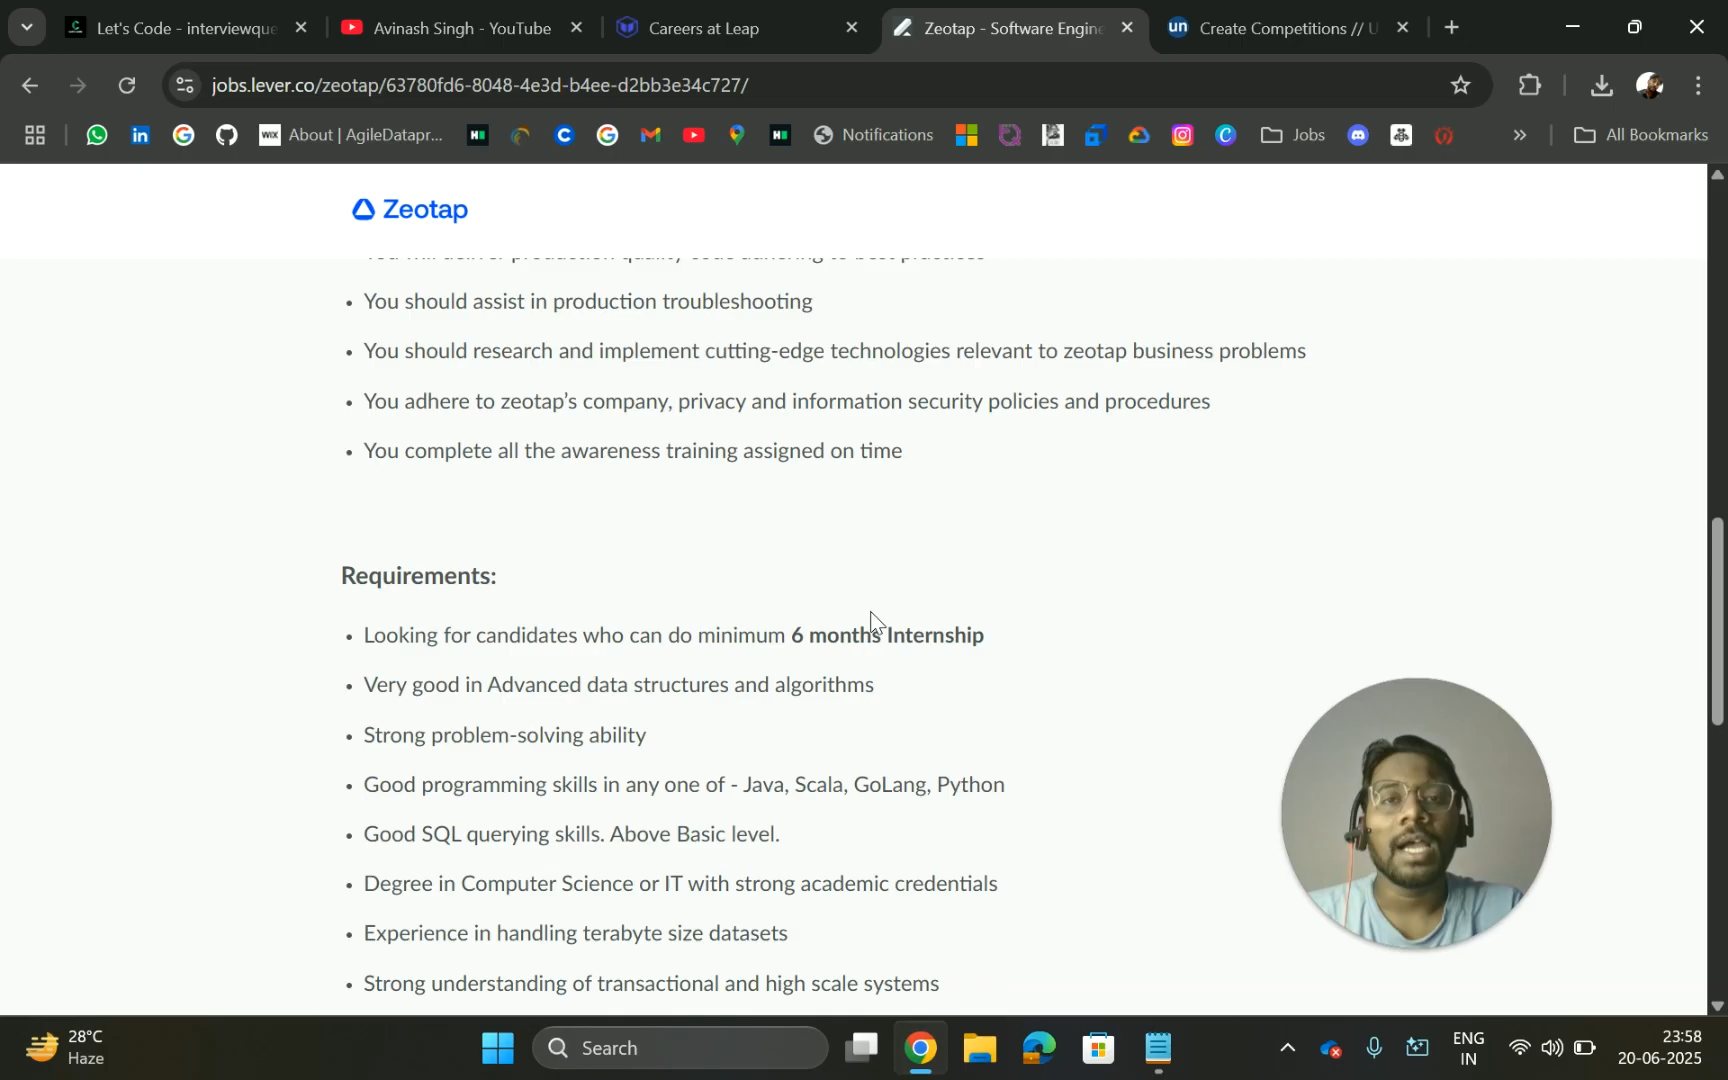 Let's Code - interviewque
Avinash Singh - YouTube
Careers at Leap
Zeotap - Software Engine
un
Create Competitions // U
jobs.lever.co/zeotap/63780fd6-8048-4e3d-b4ee-d2bb3e34c727/
in
WIX
About | AgileDatapr...
Notifications
Jobs
All Bookmarks
Zeotap
You should assist in production troubleshooting
You should research and implement cutting-edge technologies relevant to zeotap business problems
You adhere to zeotap's company, privacy and information security policies and procedures
You complete all the awareness training assigned on time
Requirements:
Looking for candidates who can do minimum 6 months Internship
Very good in Advanced data structures and algorithms
Strong problem-solving ability
Good programming skills in any one of - Java, Scala, GoLang, Python
Good SQL querying skills. Above Basic level.
Degree in Computer Science or IT with strong academic credentials
Experience in handling terabyte size datasets
Strong understanding of transactional and high scale systems
28°C
Haze
Search
ENG
IN
23:58
20-06-2025